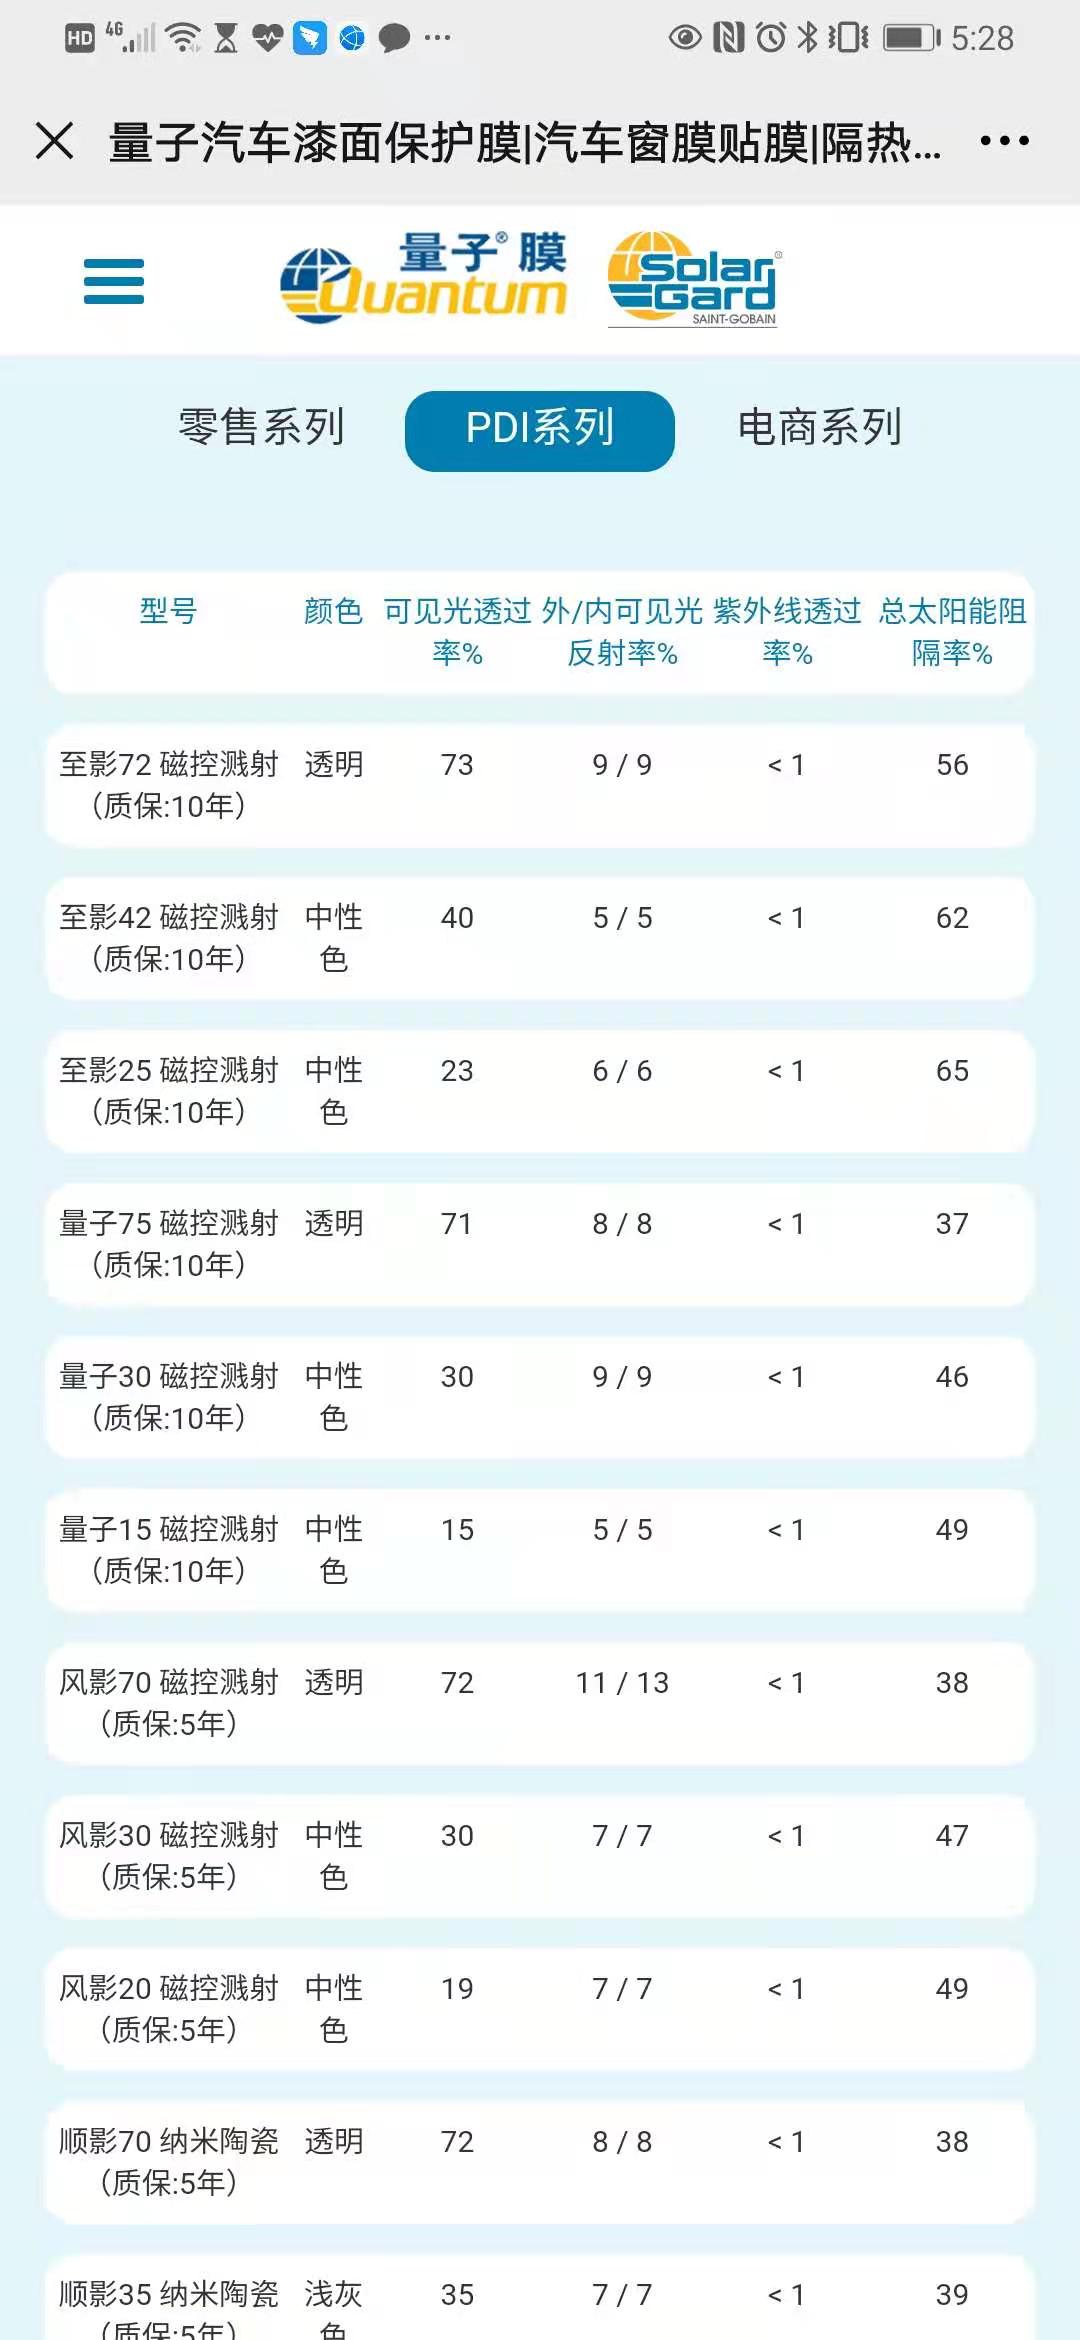 HD 4G 5:28
量子汽车漆面保护膜|汽车窗膜贴膜|隔热...
量子®膜
Quantum
Solar Gard®
SAINT-GOBAIN
零售系列 PDI系列 电商系列
型号 颜色 可见光透过 外/内可见光 紫外线透过 总太阳能阻
率% 反射率% 率% 隔率%
至影72 磁控溅射 透明 73 9 / 9 < 1 56
（质保:10年）
至影42 磁控溅射 中性 40 5 / 5 < 1 62
（质保:10年） 色
至影25 磁控溅射 中性 23 6 / 6 < 1 65
（质保:10年） 色
量子75 磁控溅射 透明 71 8 / 8 < 1 37
（质保:10年）
量子30 磁控溅射 中性 30 9 / 9 < 1 46
（质保:10年） 色
量子15 磁控溅射 中性 15 5 / 5 < 1 49
（质保:10年） 色
风影70 磁控溅射 透明 72 11 / 13 < 1 38
（质保:5年）
风影30 磁控溅射 中性 30 7 / 7 < 1 47
（质保:5年） 色
风影20 磁控溅射 中性 19 7 / 7 < 1 49
（质保:5年） 色
顺影70 纳米陶瓷 透明 72 8 / 8 < 1 38
（质保:5年）
顺影35 纳米陶瓷 浅灰 35 7 / 7 < 1 39
（质保:5年） 色